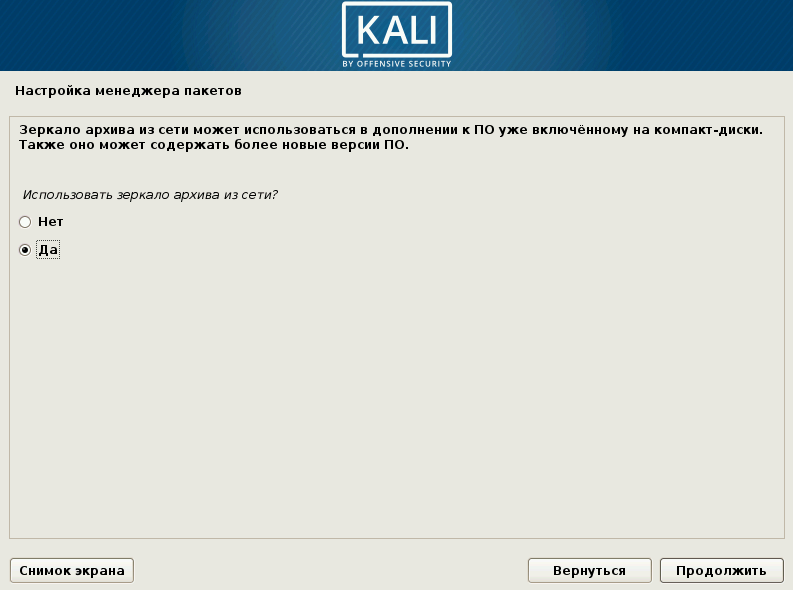 KALI
BY OFFENSIVE SECURITY
Настройка менеджера пакетов
Зеркало архива из сети может использоваться в дополнении к ПО уже включённому на компакт-диски.
Также оно может содержать более новые версии ПО.
Использовать зеркало архива из сети?
Нет
Да
Снимок экрана
Вернуться
Продолжить